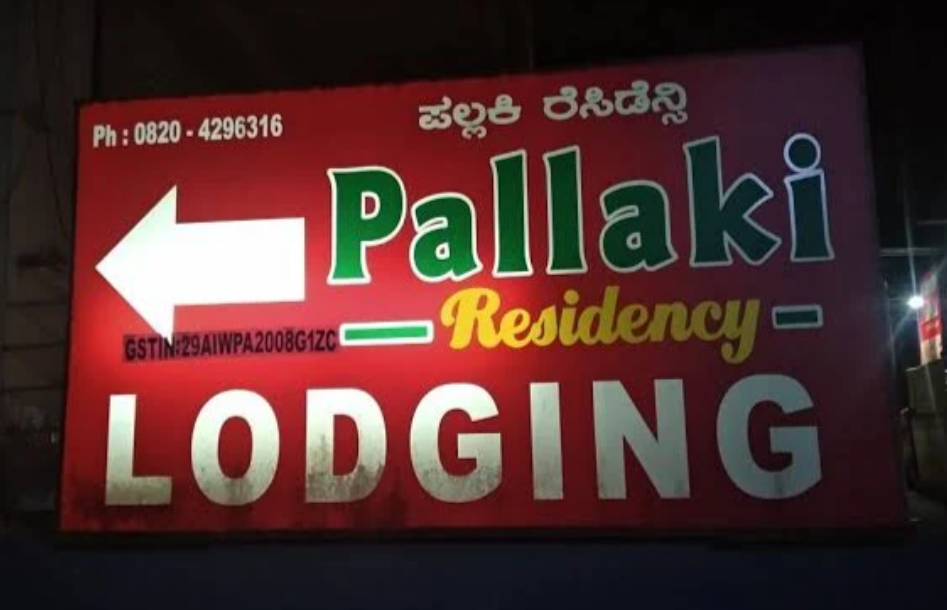 Ph : 0820 - 4296316
ಪಲ್ಲಕಿ ರೆಸಿಡೆನ್ಸಿ
Pallaki
Residency
GSTIN:29AIWPA2008G1ZC
LODGING